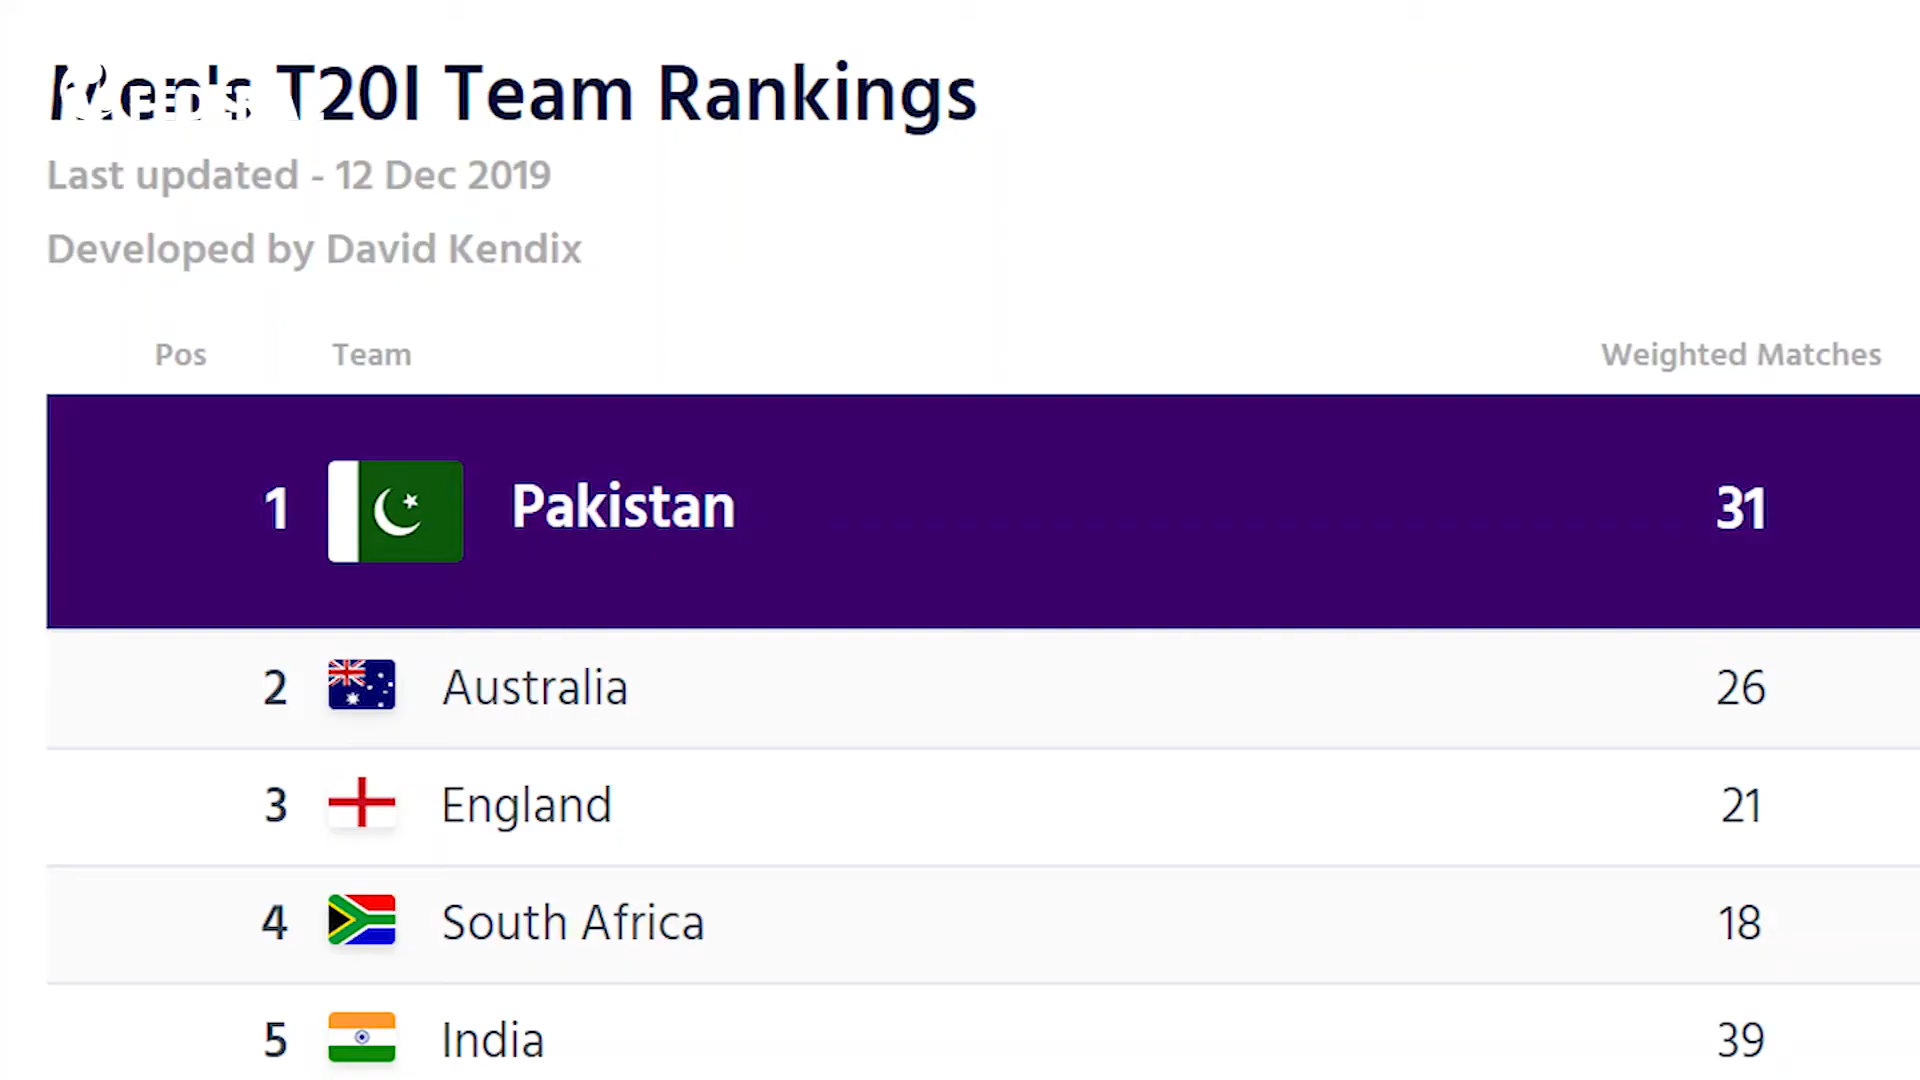 Men's T20I Team Rankings
Last updated - 12 Dec 2019
Developed by David Kendix
Pos Team Weighted Matches
1 Pakistan 31
2 Australia 26
3 England 21
4 South Africa 18
5 India 39